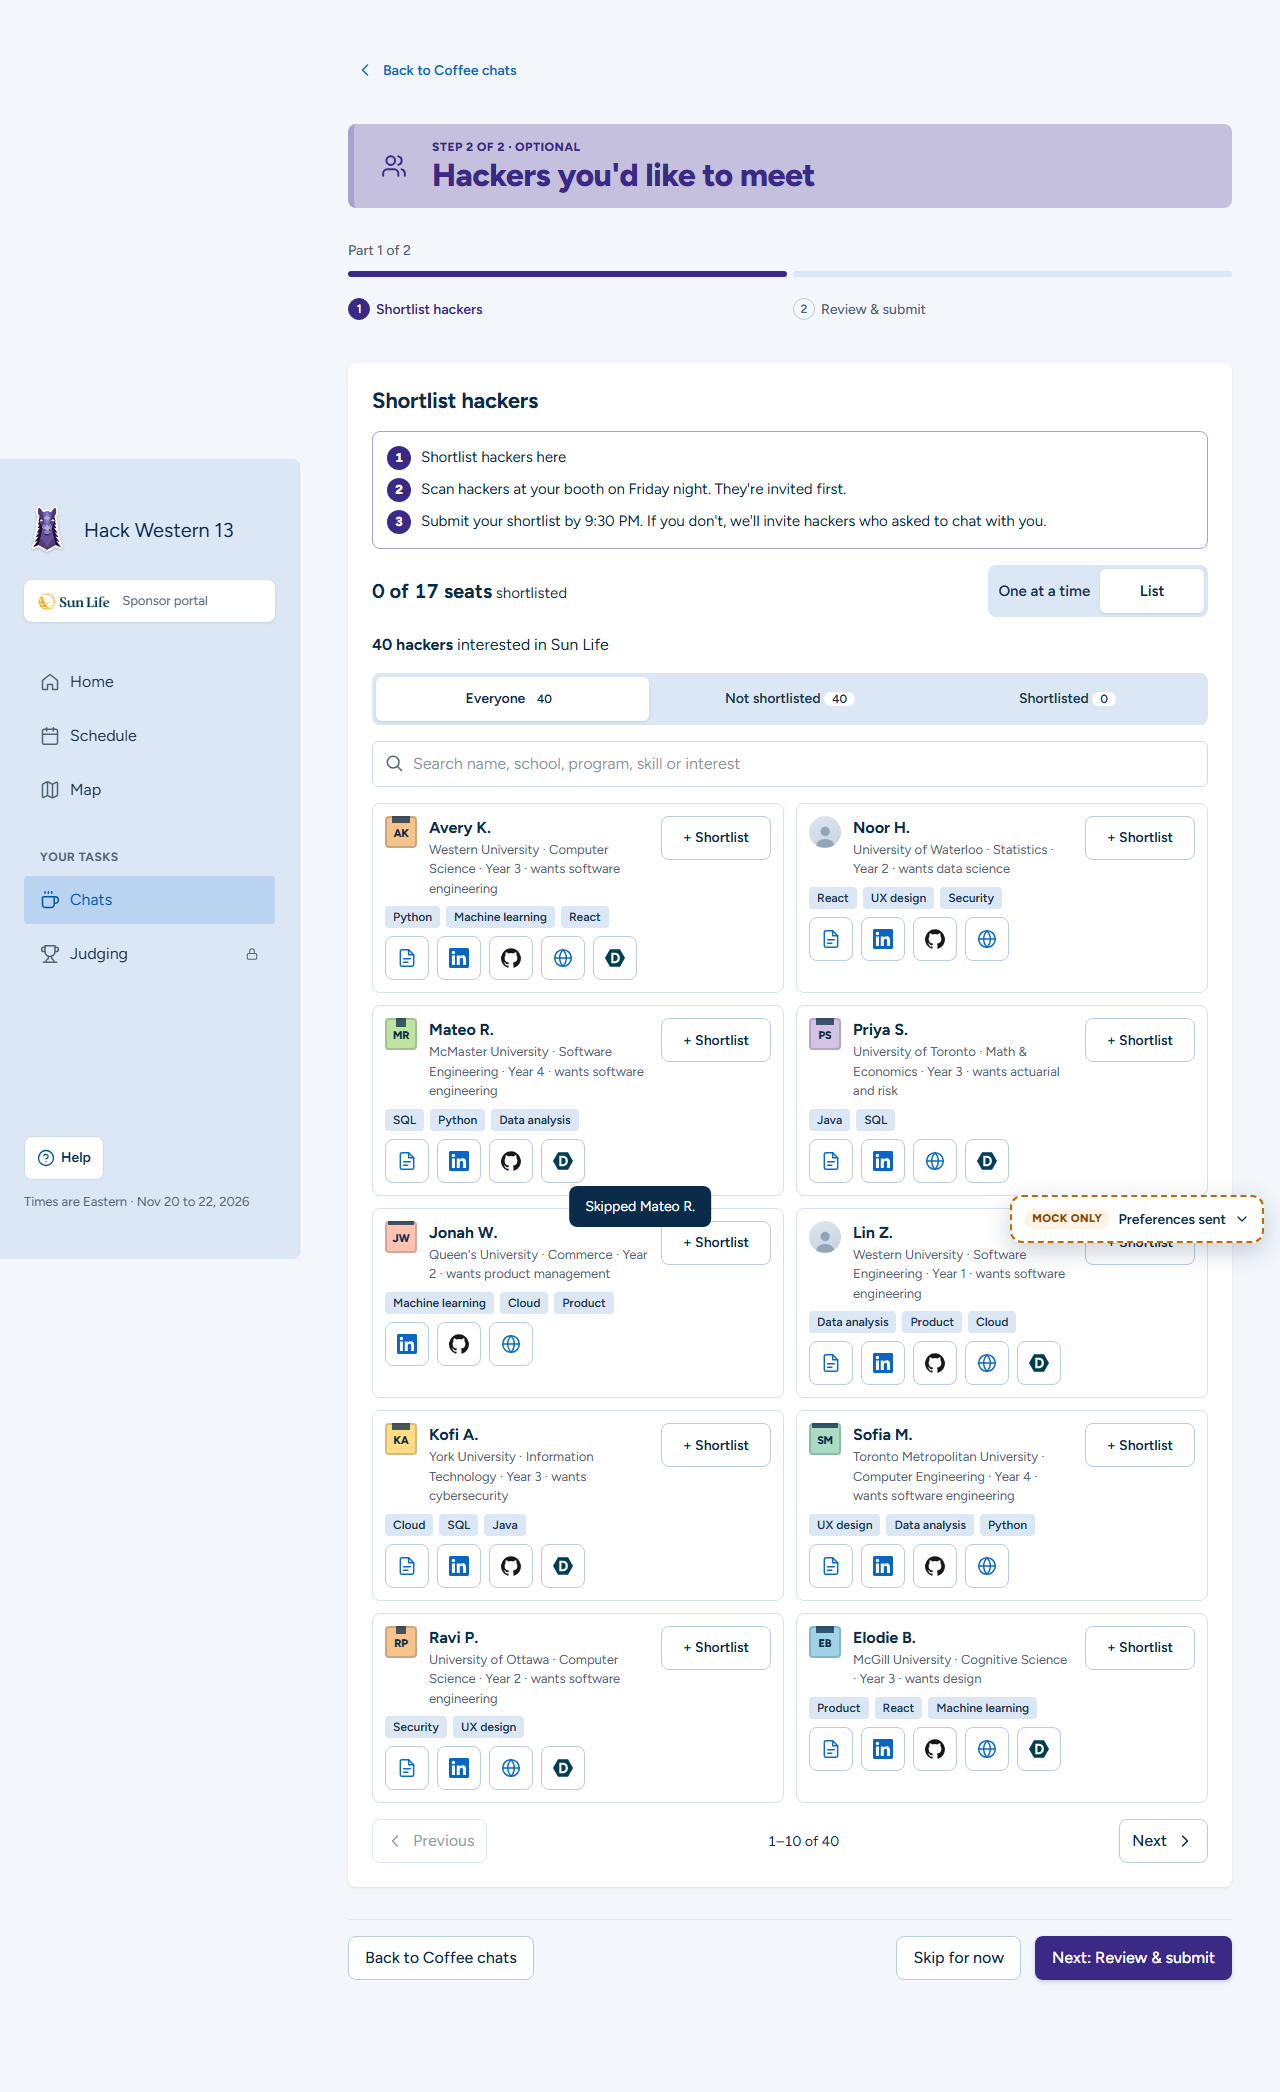 Back to Coffee chats
STEP 2 OF 2 · OPTIONAL
Hackers you'd like to meet
Part 1 of 2
1 Shortlist hackers
2 Review & submit
Hack Western 13
Sun Life Sponsor portal
Home
Schedule
Map
YOUR TASKS
Chats
Judging
Help
Times are Eastern · Nov 20 to 22, 2026
Shortlist hackers
1 Shortlist hackers here
2 Scan hackers at your booth on Friday night. They're invited first.
3 Submit your shortlist by 9:30 PM. If you don't, we'll invite hackers who asked to chat with you.
0 of 17 seats shortlisted
One at a time List
40 hackers interested in Sun Life
Everyone 40 Not shortlisted 40 Shortlisted 0
Search name, school, program, skill or interest
AK Avery K. + Shortlist
Western University · Computer
Science · Year 3 · wants software
engineering
Python Machine learning React
D
Noor H. + Shortlist
University of Waterloo · Statistics ·
Year 2 · wants data science
React UX design Security
MR Mateo R. + Shortlist
McMaster University · Software
Engineering · Year 4 · wants software
engineering
SQL Python Data analysis
D
PS Priya S. + Shortlist
University of Toronto · Math &
Economics · Year 3 · wants actuarial
and risk
Java SQL
D
Skipped Mateo R.
MOCK ONLY Preferences sent
JW Jonah W. + Shortlist
Queen's University · Commerce · Year
2 · wants product management
Machine learning Cloud Product
Lin Z. + Shortlist
Western University · Software
Engineering · Year 1 · wants software
engineering
Data analysis Product Cloud
D
KA Kofi A. + Shortlist
York University · Information
Technology · Year 3 · wants
cybersecurity
Cloud SQL Java
D
SM Sofia M. + Shortlist
Toronto Metropolitan University ·
Computer Engineering · Year 4 ·
wants software engineering
UX design Data analysis Python
RP Ravi P. + Shortlist
University of Ottawa · Computer
Science · Year 2 · wants software
engineering
Security UX design
D
EB Elodie B. + Shortlist
McGill University · Cognitive Science
· Year 3 · wants design
Product React Machine learning
D
Previous 1–10 of 40 Next
Back to Coffee chats Skip for now Next: Review & submit